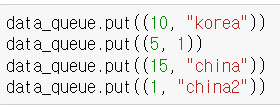 data_queue.put((10, "korea"))
data_queue.put((5, 1))
data_queue.put((15, "china"))
data_queue.put((1, "china2"))